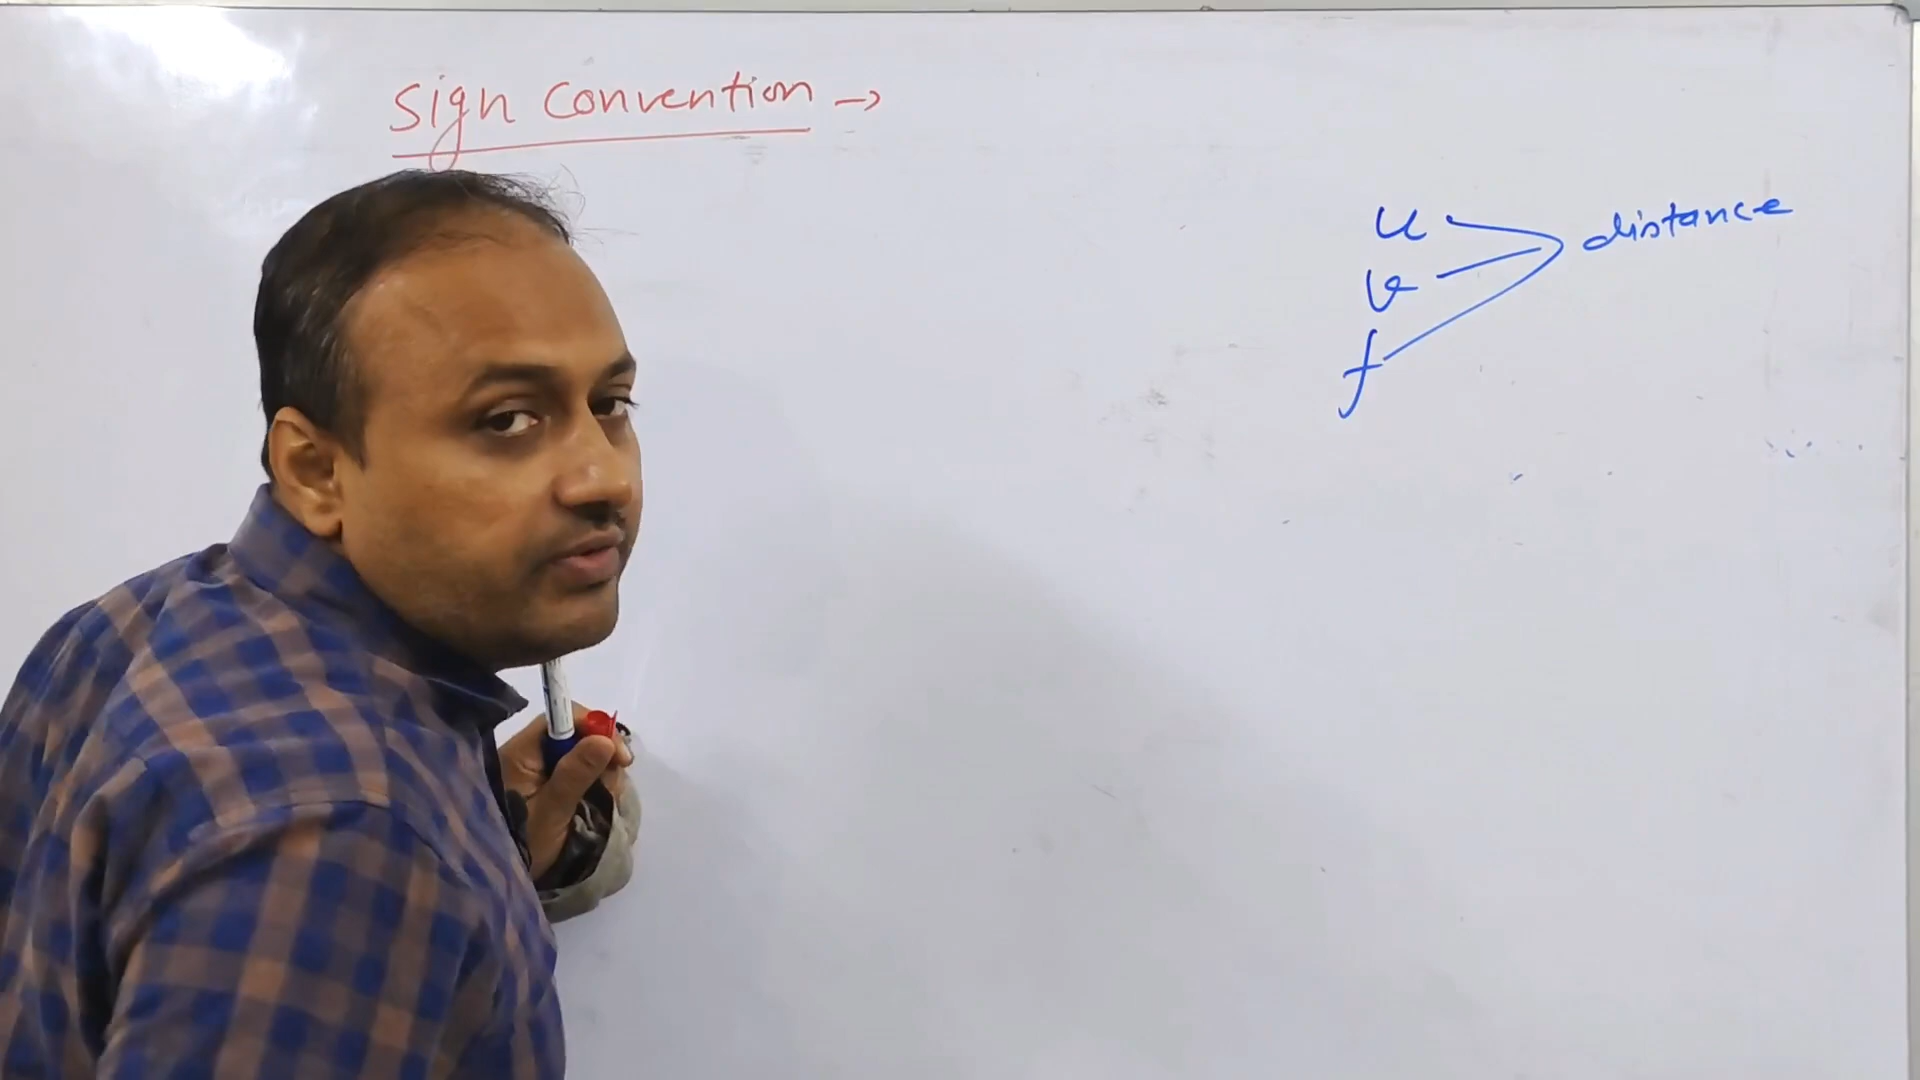 Sign Convention →
u
v
f
distance